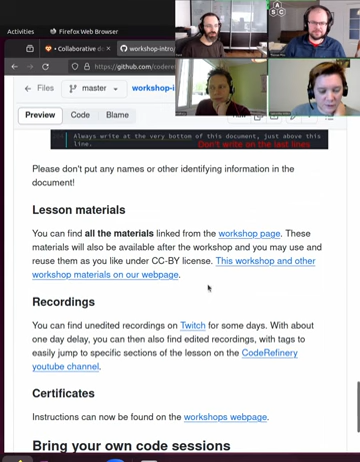 Activities
Firefox Web Browser
Collaborative d
workshop-intro
https://github.com/codere
Files
master
workshop-i
Preview
Code
Blame
Always write at the very bottom of this document, just above this
line.
Don't write on the last lines
Please don't put any names or other identifying information in the
document!
Lesson materials
You can find all the materials linked from the workshop page. These
materials will also be available after the workshop and you may use and
reuse them as you like under CC-BY license. This workshop and other
workshop materials on our webpage.
Recordings
You can find unedited recordings on Twitch for some days. With about
one day delay, you can then also find edited recordings, with tags to
easily jump to specific sections of the lesson on the CodeRefinery
youtube channel.
Certificates
Instructions can now be found on the workshops webpage.
Bring your own code sessions